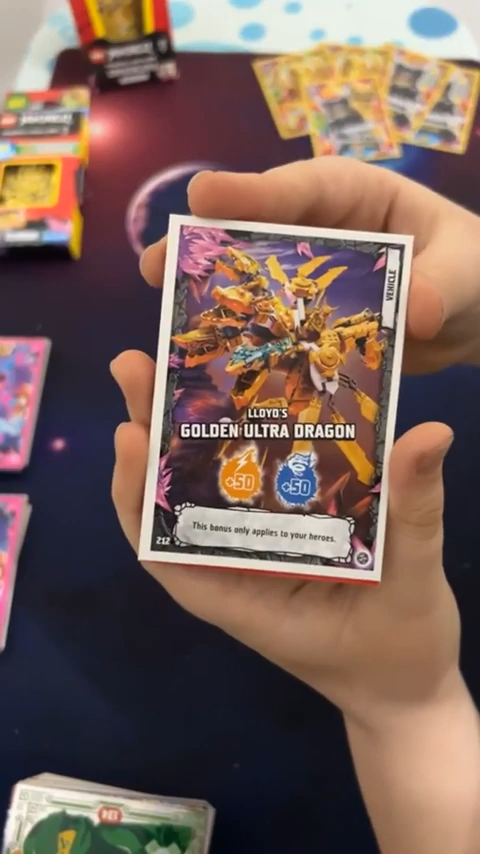 VEHICLE
LLOYD'S
GOLDEN ULTRA DRAGON
+50 +50
This bonus only applies to your heroes.
212